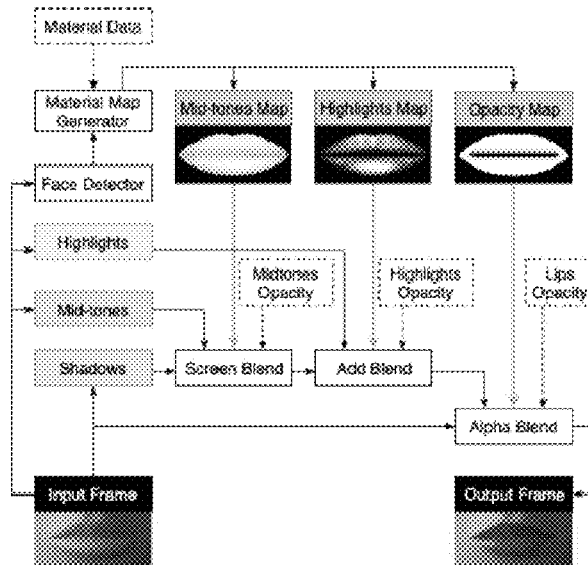 Material Data
Material Map
Generator
Mid-tones Map
Highlights Map
Opacity Map
Face Detector
Highlights
Midtones
Opacity
Highlights
Opacity
Lips
Opacity
Mid-tones
Shadows
Screen Blend
Add Blend
Alpha Blend
Input Frame
Output Frame